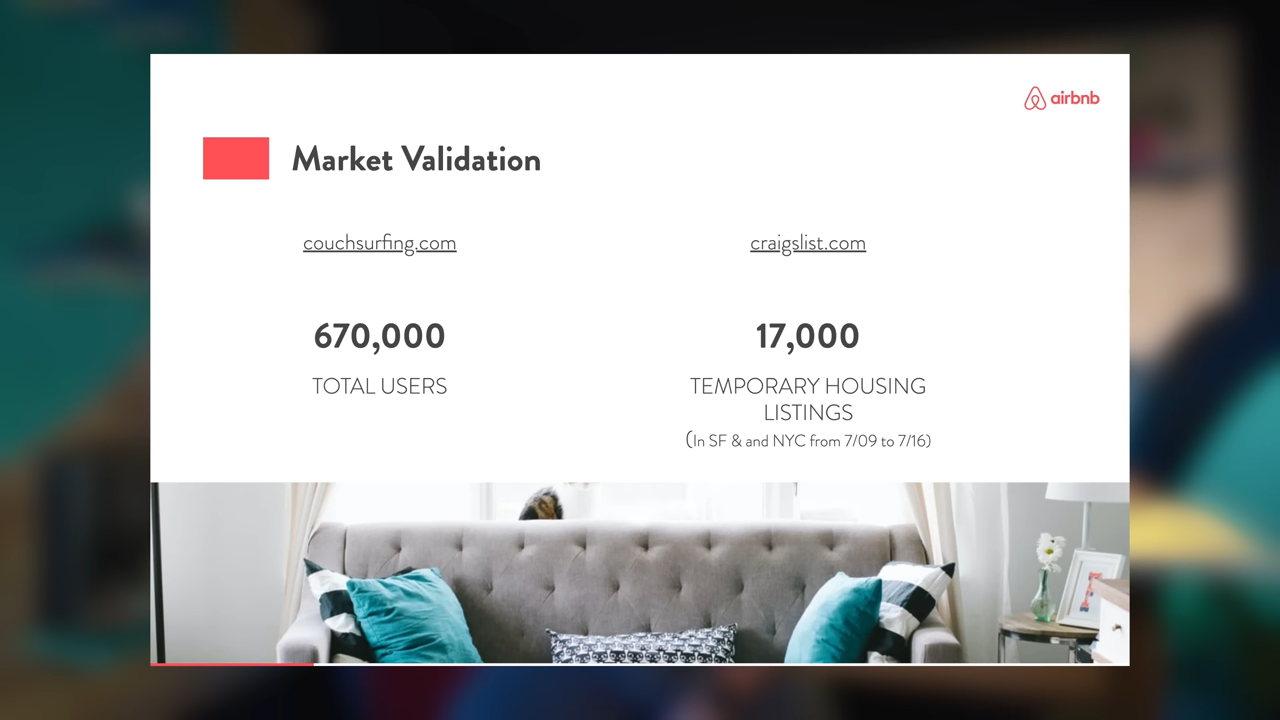 airbnb
Market Validation
couchsurfing.com
craigslist.com
670,000
17,000
TOTAL USERS
TEMPORARY HOUSING
LISTINGS
(In SF & and NYC from 7/09 to 7/16)